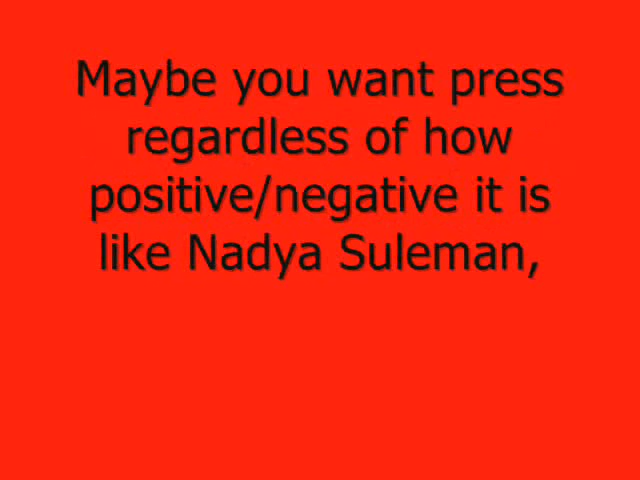 Maybe you want press
regardless of how
positive/negative it is
like Nadya Suleman,